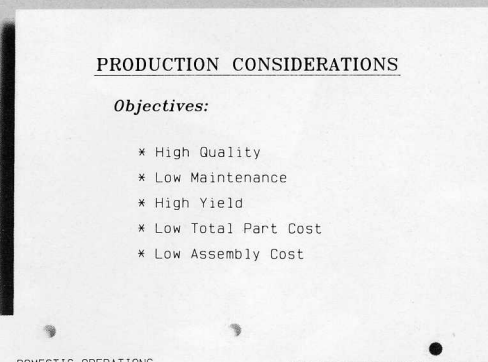 PRODUCTION CONSIDERATIONS
Objectives:
* High Quality
* Low Maintenance
* High Yield
* Low Total Part Cost
* Low Assembly Cost
DOMESTIC OPERATIONS